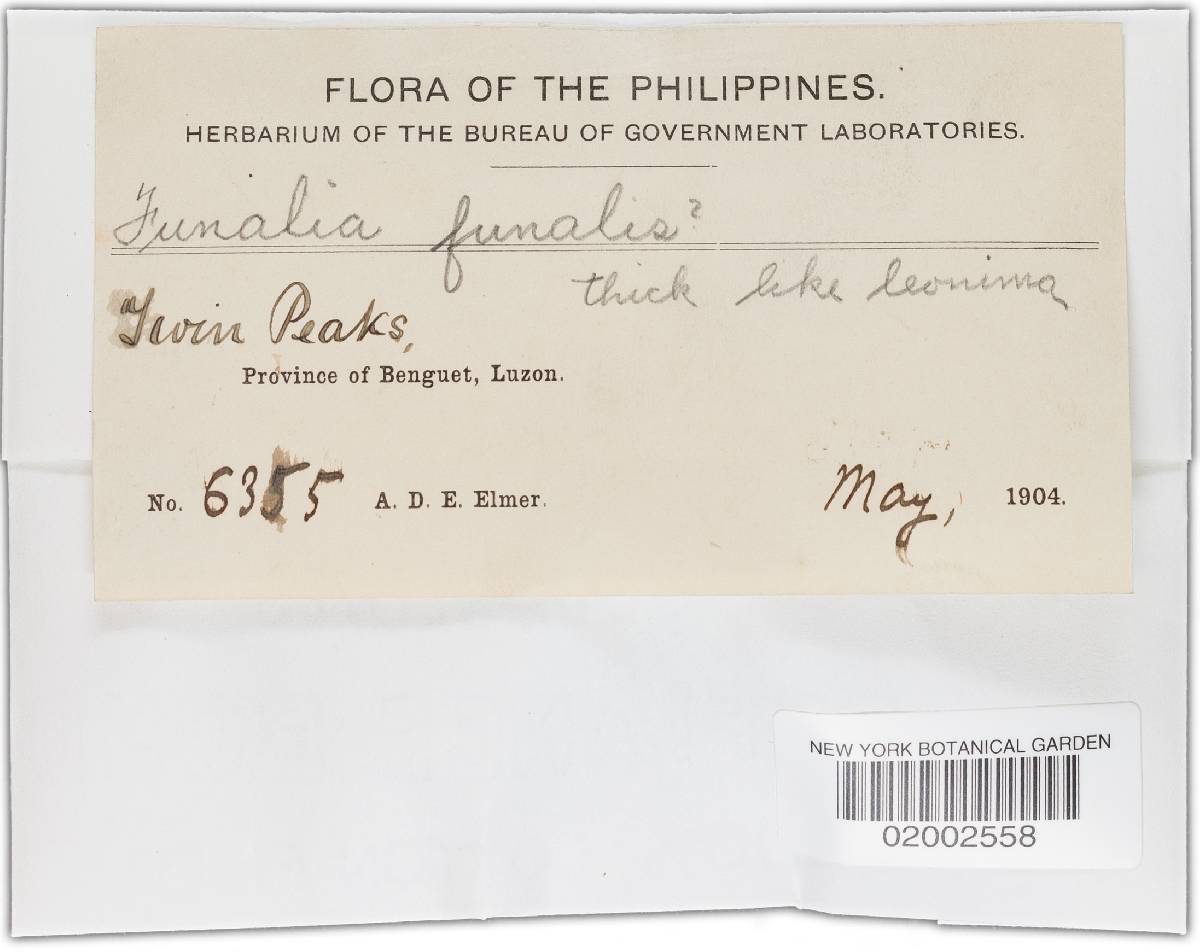 FLORA OF THE PHILIPPINES.
HERBARIUM OF THE BUREAU OF GOVERNMENT LABORATORIES.
Funalia funalis?
thick like leonina
Twin Peaks,
Province of Benguet, Luzon.
No. 6355 A. D. E. Elmer. May, 1904.
NEW YORK BOTANICAL GARDEN
02002558